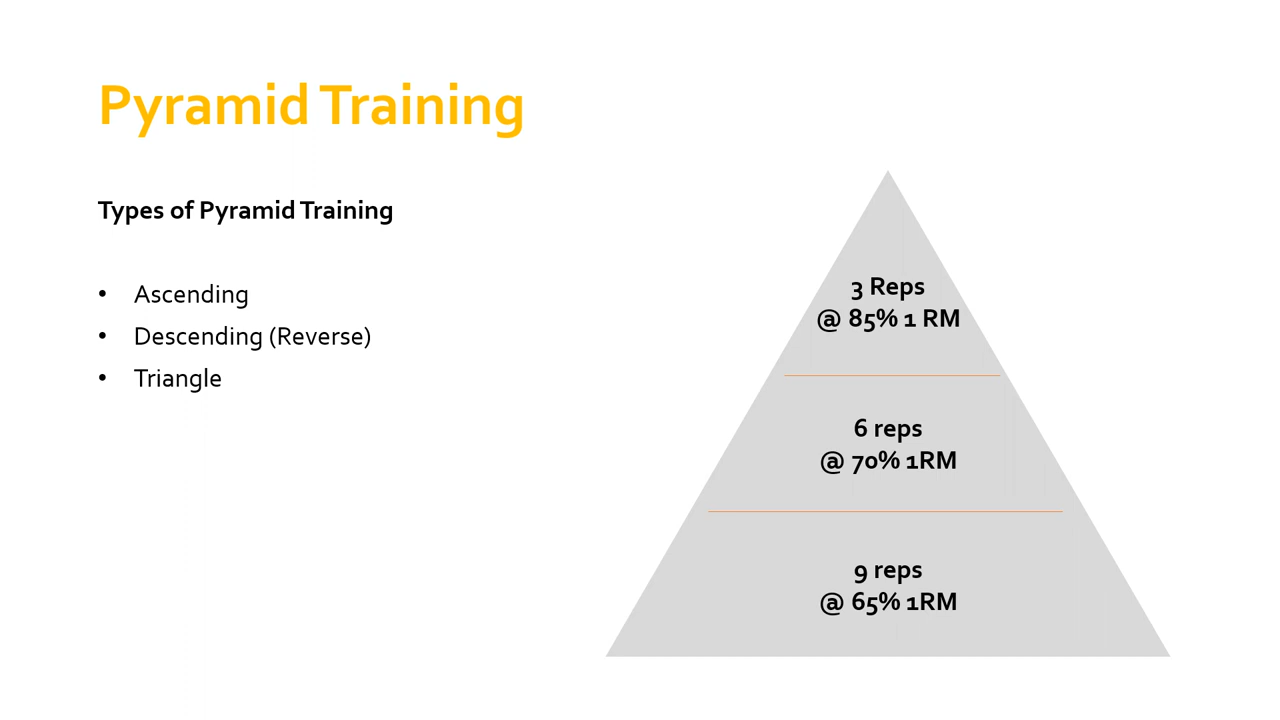 Pyramid Training
Types of Pyramid Training
• Ascending
• Descending (Reverse)
• Triangle
3 Reps
@ 85% 1 RM
6 reps
@ 70% 1RM
9 reps
@ 65% 1RM